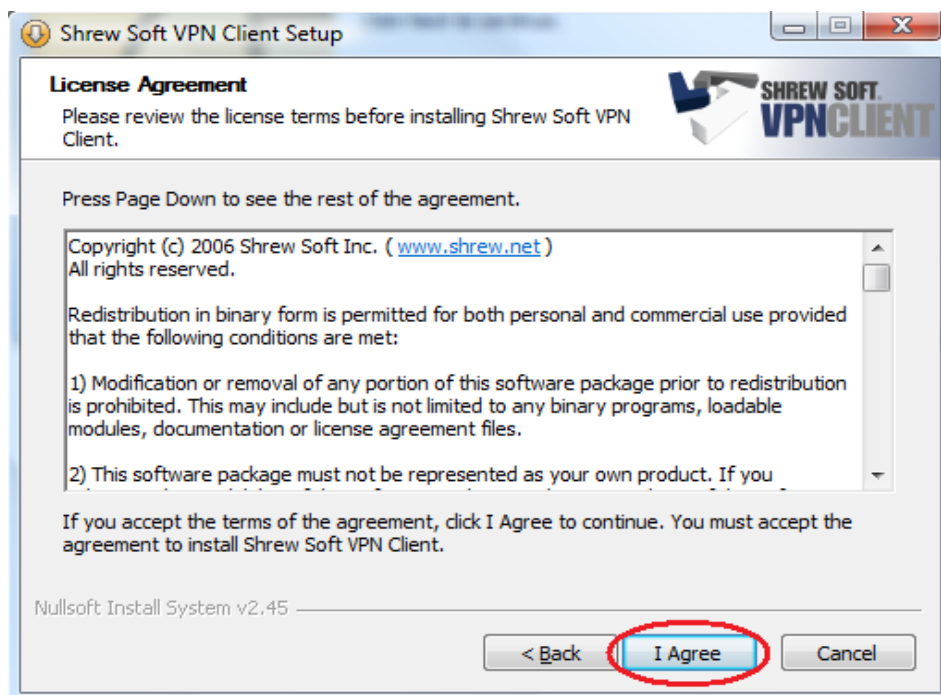 Shrew Soft VPN Client Setup
License Agreement
Please review the license terms before installing Shrew Soft VPN
Client.
SHREW SOFT
VPNCLIENT
Press Page Down to see the rest of the agreement.
Copyright (c) 2006 Shrew Soft Inc. ( www.shrew.net )
All rights reserved.
Redistribution in binary form is permitted for both personal and commercial use provided
that the following conditions are met:
1) Modification or removal of any portion of this software package prior to redistribution
is prohibited. This may include but is not limited to any binary programs, loadable
modules, documentation or license agreement files.
2) This software package must not be represented as your own product. If you
If you accept the terms of the agreement, click I Agree to continue. You must accept the
agreement to install Shrew Soft VPN Client.
Nullsoft Install System v2.45
< Back
I Agree
Cancel